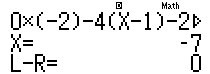 D Math
0×(-2)-4(X-1)-2▷
X= -7
L-R= 0